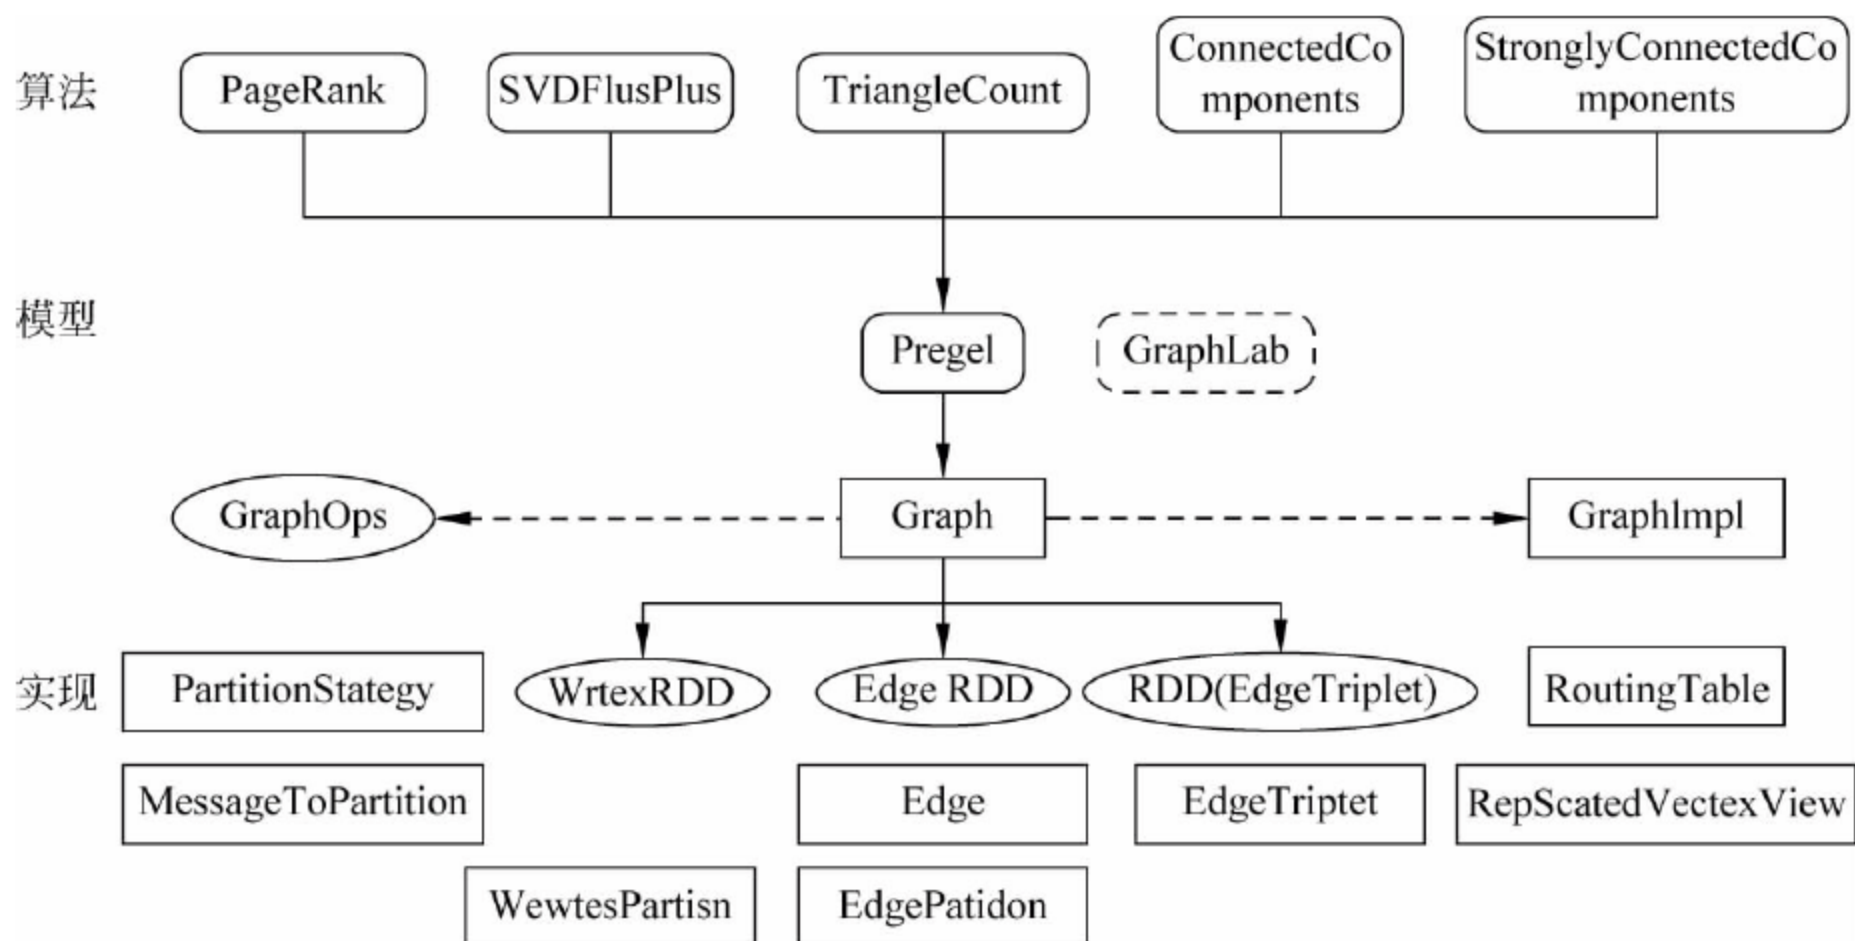 算法
PageRank
SVDFlusPlus
TriangleCount
ConnectedCo
mponents
StronglyConnectedCo
mponents
模型
Pregel
GraphLab
GraphOps
Graph
GraphlmpI
实现
PartitionStategy
WrtexRDD
Edge RDD
RDD(EdgeTriplet)
RoutingTable
MessageToPartition
Edge
EdgeTriptet
RepScatedVectexView
WewtesPartisn
EdgePatidon